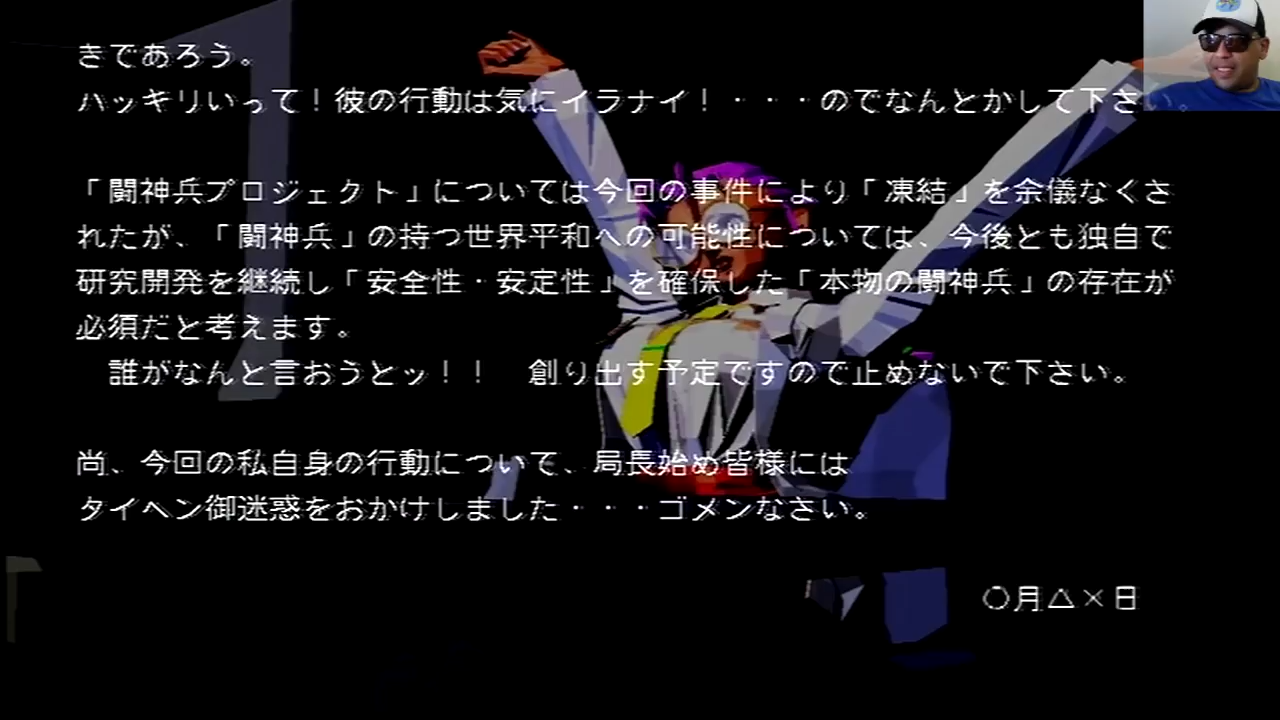 きであろう。
ハッキリいって！彼の行動は気にイラナイ！・・・のでなんとかして下さい。
「闘神兵プロジェクト」については今回の事件により「凍結」を余儀なくさ
れたが、「闘神兵」の持つ世界平和への可能性については、今後とも独自で
研究開発を継続し「安全性・安定性」を確保した「本物の闘神兵」の存在が
必須だと考えます。
　誰がなんと言おうとッ！！　創り出す予定ですので止めないで下さい。
尚、今回の私自身の行動について、局長始め皆様には
タイヘン御迷惑をおかけしました・・・ゴメンなさい。
○月△×日